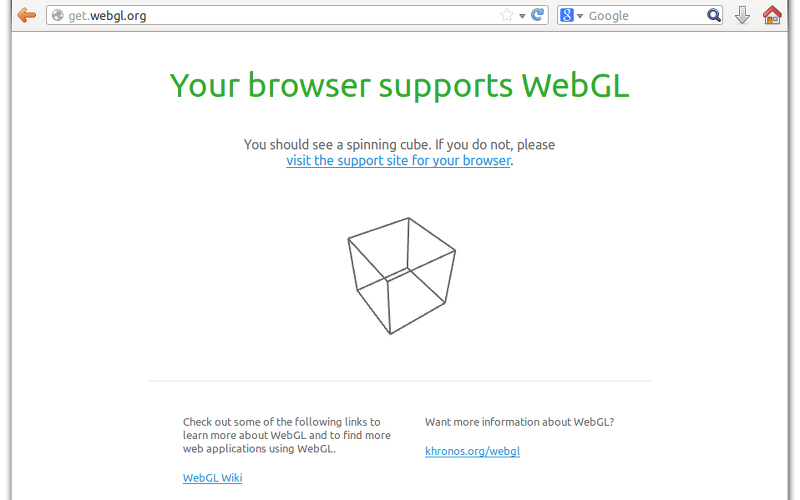 get.webgl.org
Google
Your browser supports WebGL
You should see a spinning cube. If you do not, please
visit the support site for your browser.
Check out some of the following links to
learn more about WebGL and to find more
web applications using WebGL.
WebGL Wiki
Want more information about WebGL?
khronos.org/webgl